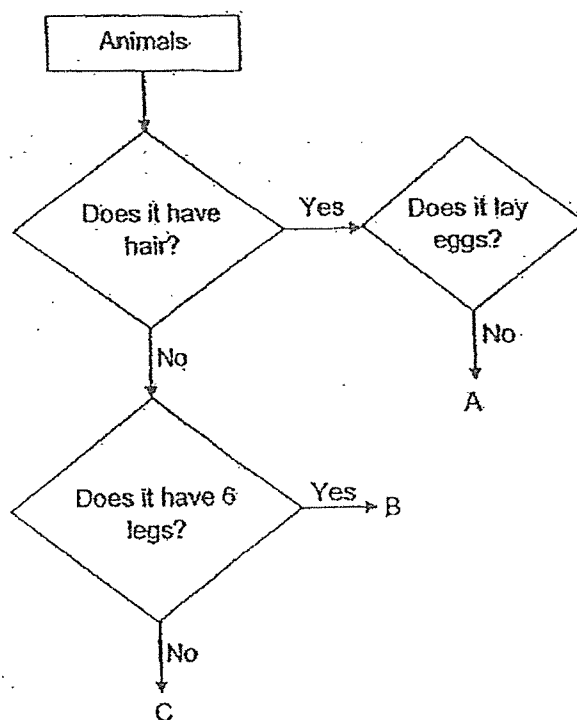 Animals
Does it have
hair?
Yes
Does it lay
eggs?
No
A
No
Does it have 6
legs?
Yes
B
No
C